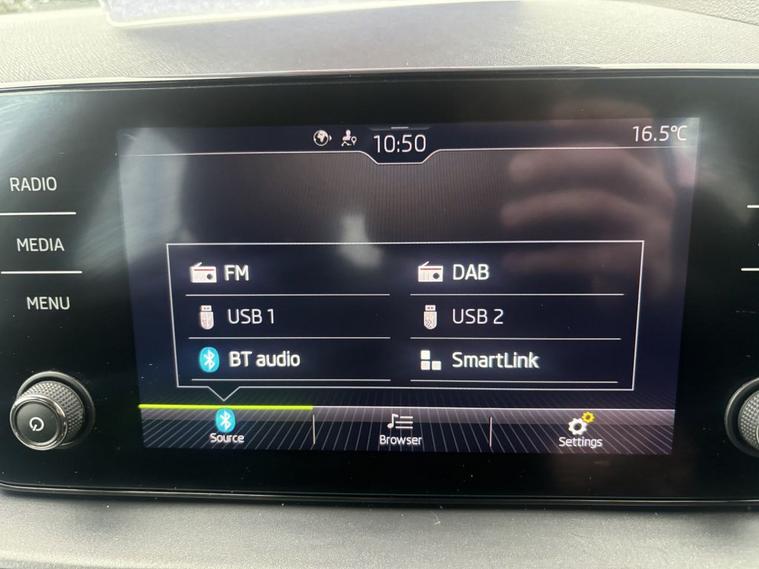 10:50
16.5°C
RADIO
MEDIA
MENU
FM
DAB
USB 1
USB 2
BT audio
SmartLink
Source
Browser
Settings